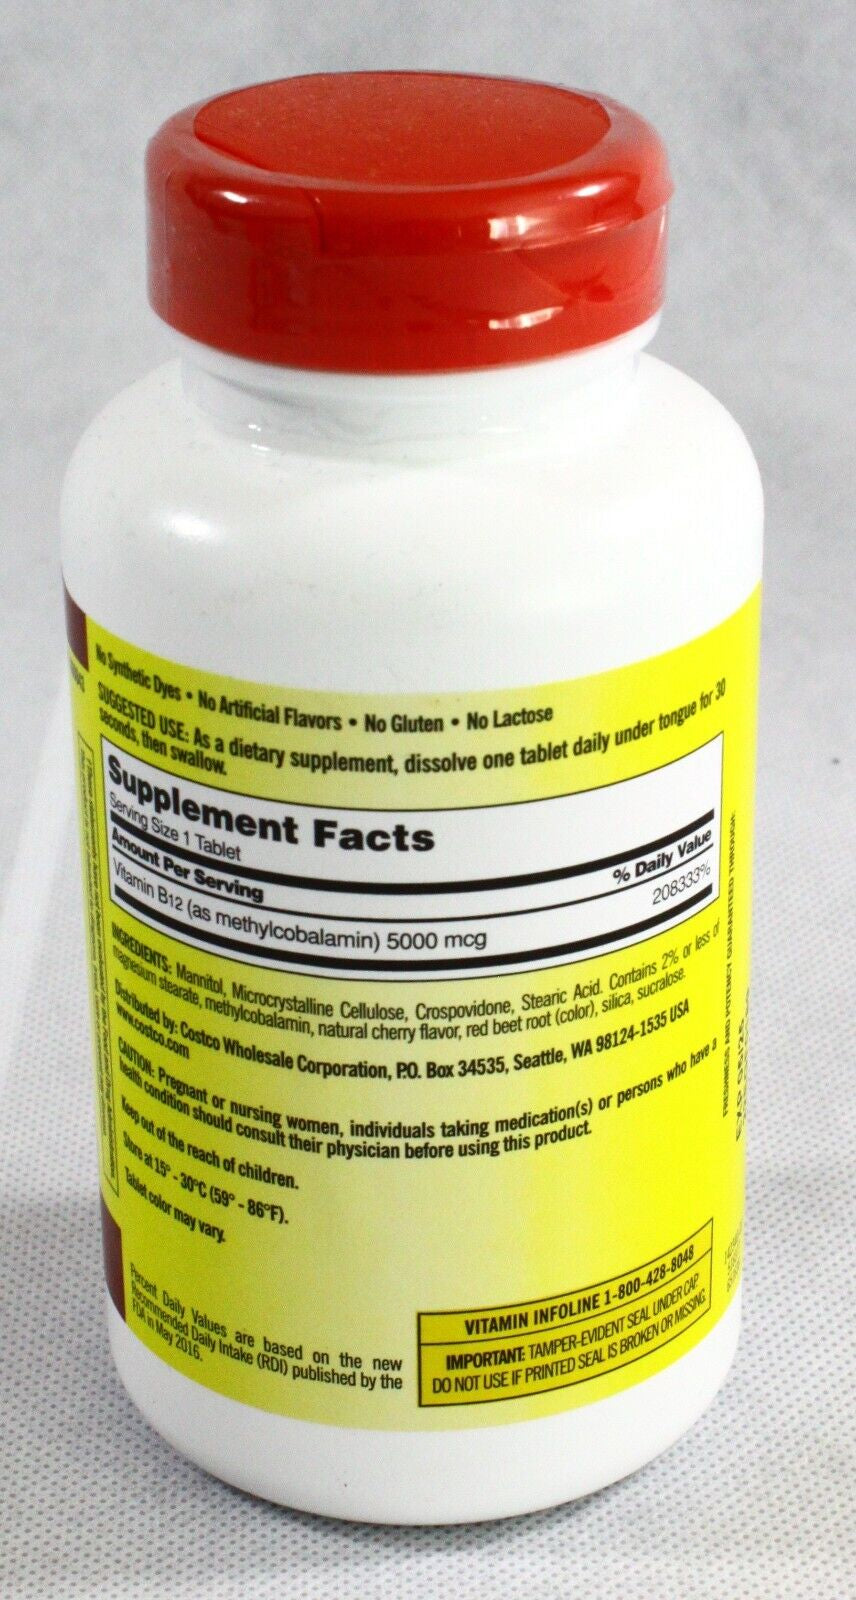 No Synthetic Dyes • No Artificial Flavors • No Gluten • No Lactose
SUGGESTED USE: As a dietary supplement, dissolve one tablet daily under tongue for 30
seconds, then swallow.
Supplement Facts
Serving Size 1 Tablet
Amount Per Serving % Daily Value
Vitamin B12 (as methylcobalamin) 5000 mcg 208333%
INGREDIENTS: Mannitol, Microcrystalline Cellulose, Crospovidone, Stearic Acid. Contains 2% or less of:
magnesium stearate, methylcobalamin, natural cherry flavor, red beet root (color), silica, sucralose.
Distributed by: Costco Wholesale Corporation, P.O. Box 34535, Seattle, WA 98124-1535 USA
www.costco.com
CAUTION: Pregnant or nursing women, individuals taking medication(s) or persons who have a
health condition should consult their physician before using this product.
Keep out of the reach of children.
Store at 15° - 30°C (59° - 86°F).
Tablet color may vary.
Percent Daily Values are based on the new
Recommended Daily Intake (RDI) published by the
FDA in May 2016.
VITAMIN INFOLINE 1-800-428-8048
IMPORTANT: TAMPER-EVIDENT SEAL UNDER CAP.
DO NOT USE IF PRINTED SEAL IS BROKEN OR MISSING.
FRESHNESS AND POTENCY GUARANTEED THROUGH:
EXP